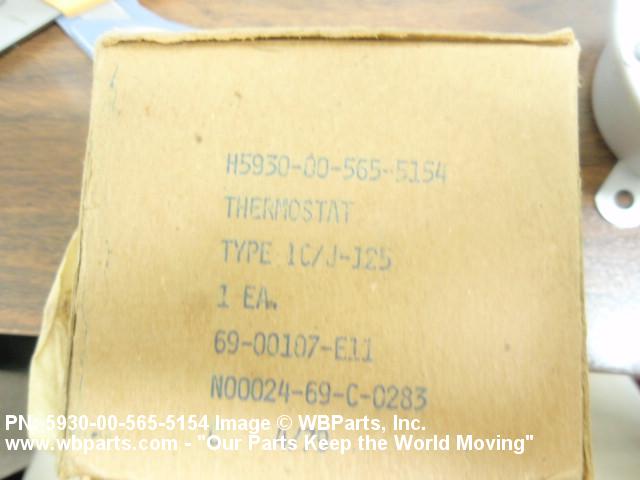 H5930-00-565-5154
THERMOSTAT
TYPE 1C/J-125
1 EA.
69-00107-E11
N00024-69-C-0283
PN: 5930-00-565-5154 Image © WBParts, Inc.
www.wbparts.com - "Our Parts Keep the World Moving"